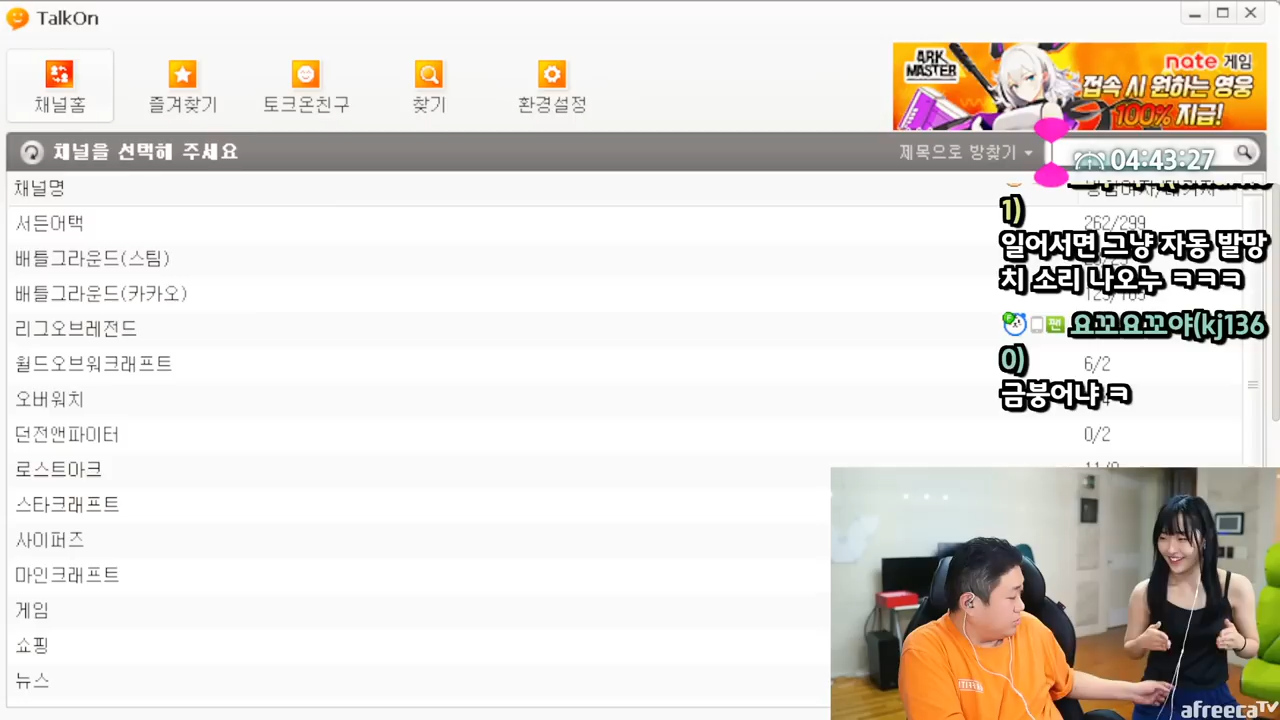 TalkOn
채널홈
즐겨찾기
토크온친구
찾기
환경설정
ARK
MASTER
nate 게임
접속 시 원하는 영웅
100% 지급!
채널을 선택해 주세요
제목으로 방찾기
04:43:27
채널명
서든어택
262/299
배틀그라운드(스팀)
배틀그라운드(카카오)
리그오브레전드
월드오브워크래프트
6/2
오버워치
던전앤파이터
0/2
로스트아크
스타크래프트
사이퍼즈
마인크래프트
게임
쇼핑
뉴스
1)
일어서면 그냥 자동 발망
치 소리 나오누 ㅋㅋㅋ
팬 요꼬요꼬야(kj136
0)
금붕어냐 ㅋ
afreecaTV